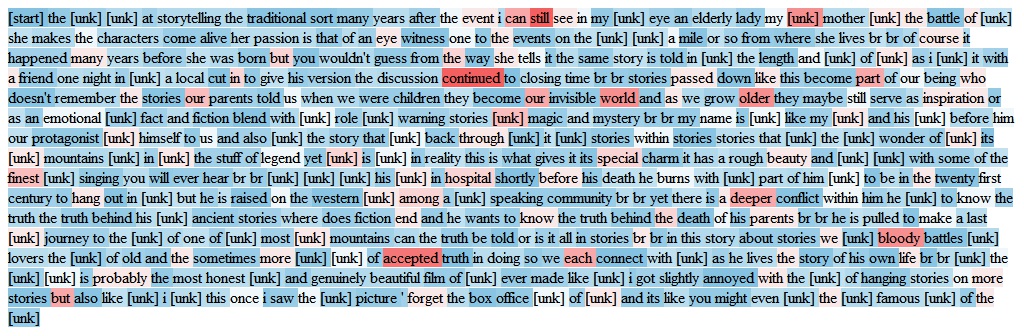 [start] the [unk] [unk] at storytelling the traditional sort many years after the event i can still see in my [unk] eye an elderly lady my [unk] mother [unk] the battle of [unk]
she makes the characters come alive her passion is that of an eye witness one to the events on the [unk] [unk] a mile or so from where she lives br br of course it
happened many years before she was born but you wouldn't guess from the way she tells it the same story is told in [unk] the length and [unk] of [unk] as i [unk] it with
a friend one night in [unk] a local cut in to give his version the discussion continued to closing time br br stories passed down like this become part of our being who
doesn't remember the stories our parents told us when we were children they become our invisible world and as we grow older they maybe still serve as inspiration or
as an emotional [unk] fact and fiction blend with [unk] role [unk] warning stories [unk] magic and mystery br br my name is [unk] like my [unk] and his [unk] before him
our protagonist [unk] himself to us and also [unk] the story that [unk] back through [unk] it [unk] stories within stories stories that [unk] the [unk] wonder of [unk] its
[unk] mountains [unk] in [unk] the stuff of legend yet [unk] is [unk] in reality this is what gives it its special charm it has a rough beauty and [unk] [unk] with some of the
finest [unk] singing you will ever hear br br [unk] [unk] [unk] his [unk] in hospital shortly before his death he burns with [unk] part of him [unk] to be in the twenty first
century to hang out in [unk] but he is raised on the western [unk] among a [unk] speaking community br br yet there is a deeper conflict within him he [unk] to know the
truth the truth behind his [unk] ancient stories where does fiction end and he wants to know the truth behind the death of his parents br br he is pulled to make a last
[unk] journey to the [unk] of one of [unk] most [unk] mountains can the truth be told or is it all in stories br br in this story about stories we [unk] bloody battles [unk]
lovers the [unk] of old and the sometimes more [unk] [unk] of accepted truth in doing so we each connect with [unk] as he lives the story of his own life br br the [unk]
[unk] [unk] is probably the most honest [unk] and genuinely beautiful film of [unk] ever made like [unk] i got slightly annoyed with the [unk] of hanging stories on more
stories but also like [unk] i [unk] this once i saw the [unk] picture ' forget the box office [unk] of [unk] and its like you might even [unk] the [unk] famous [unk] of the
[unk]